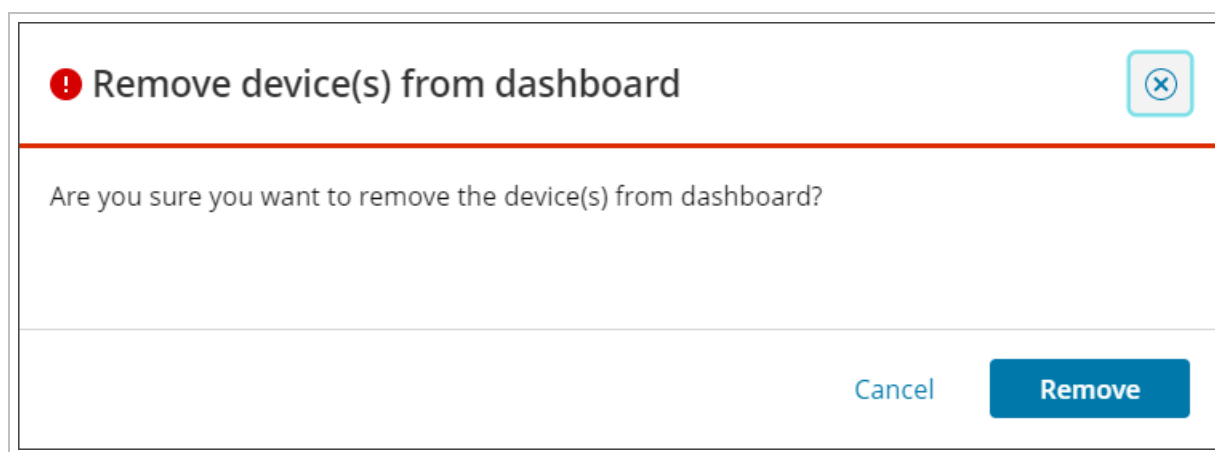 Remove device(s) from dashboard
Are you sure you want to remove the device(s) from dashboard?
Cancel
Remove